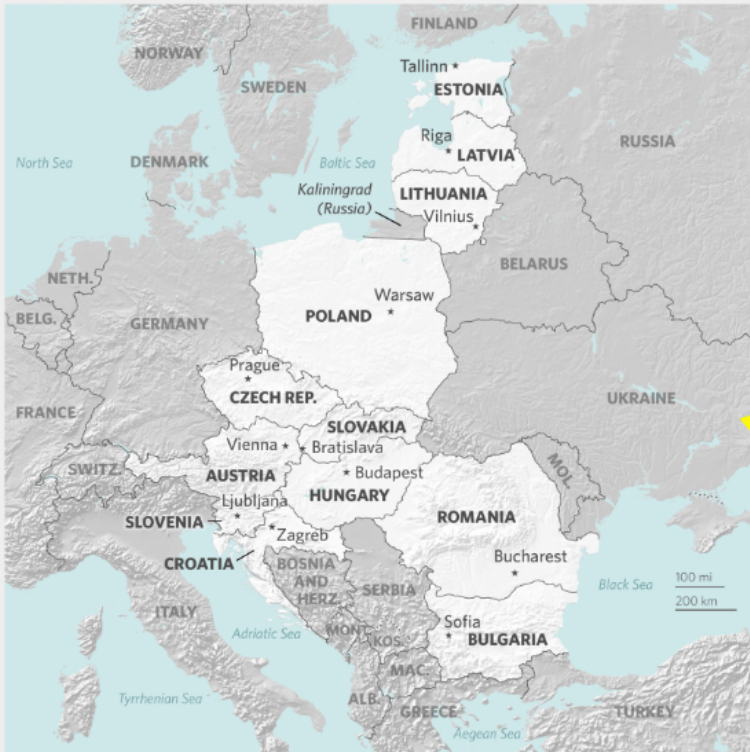 FINLAND
NORWAY
Tallinn
ESTONIA
SWEDEN
Riga
RUSSIA
LATVIA
North Sea
DENMARK
Baltic Sea
Kaliningrad
(Russia)
LITHUANIA
Vilnius
BELARUS
NETH.
Warsaw
BELG.
GERMANY
POLAND
Prague
CZECH REP.
UKRAINE
FRANCE
SLOVAKIA
Vienna
Bratislava
SWITZ.
AUSTRIA
Budapest
MOL.
HUNGARY
Ljubljana
SLOVENIA
ROMANIA
Zagreb
CROATIA
BOSNIA
AND
HERZ.
Bucharest
SERBIA
Black Sea
100 mi
200 km
ITALY
Adriatic Sea
MONT.
KOS.
Sofia
BULGARIA
MAC.
Tyrrhenian Sea
ALB.
GREECE
TURKEY
Aegean Sea